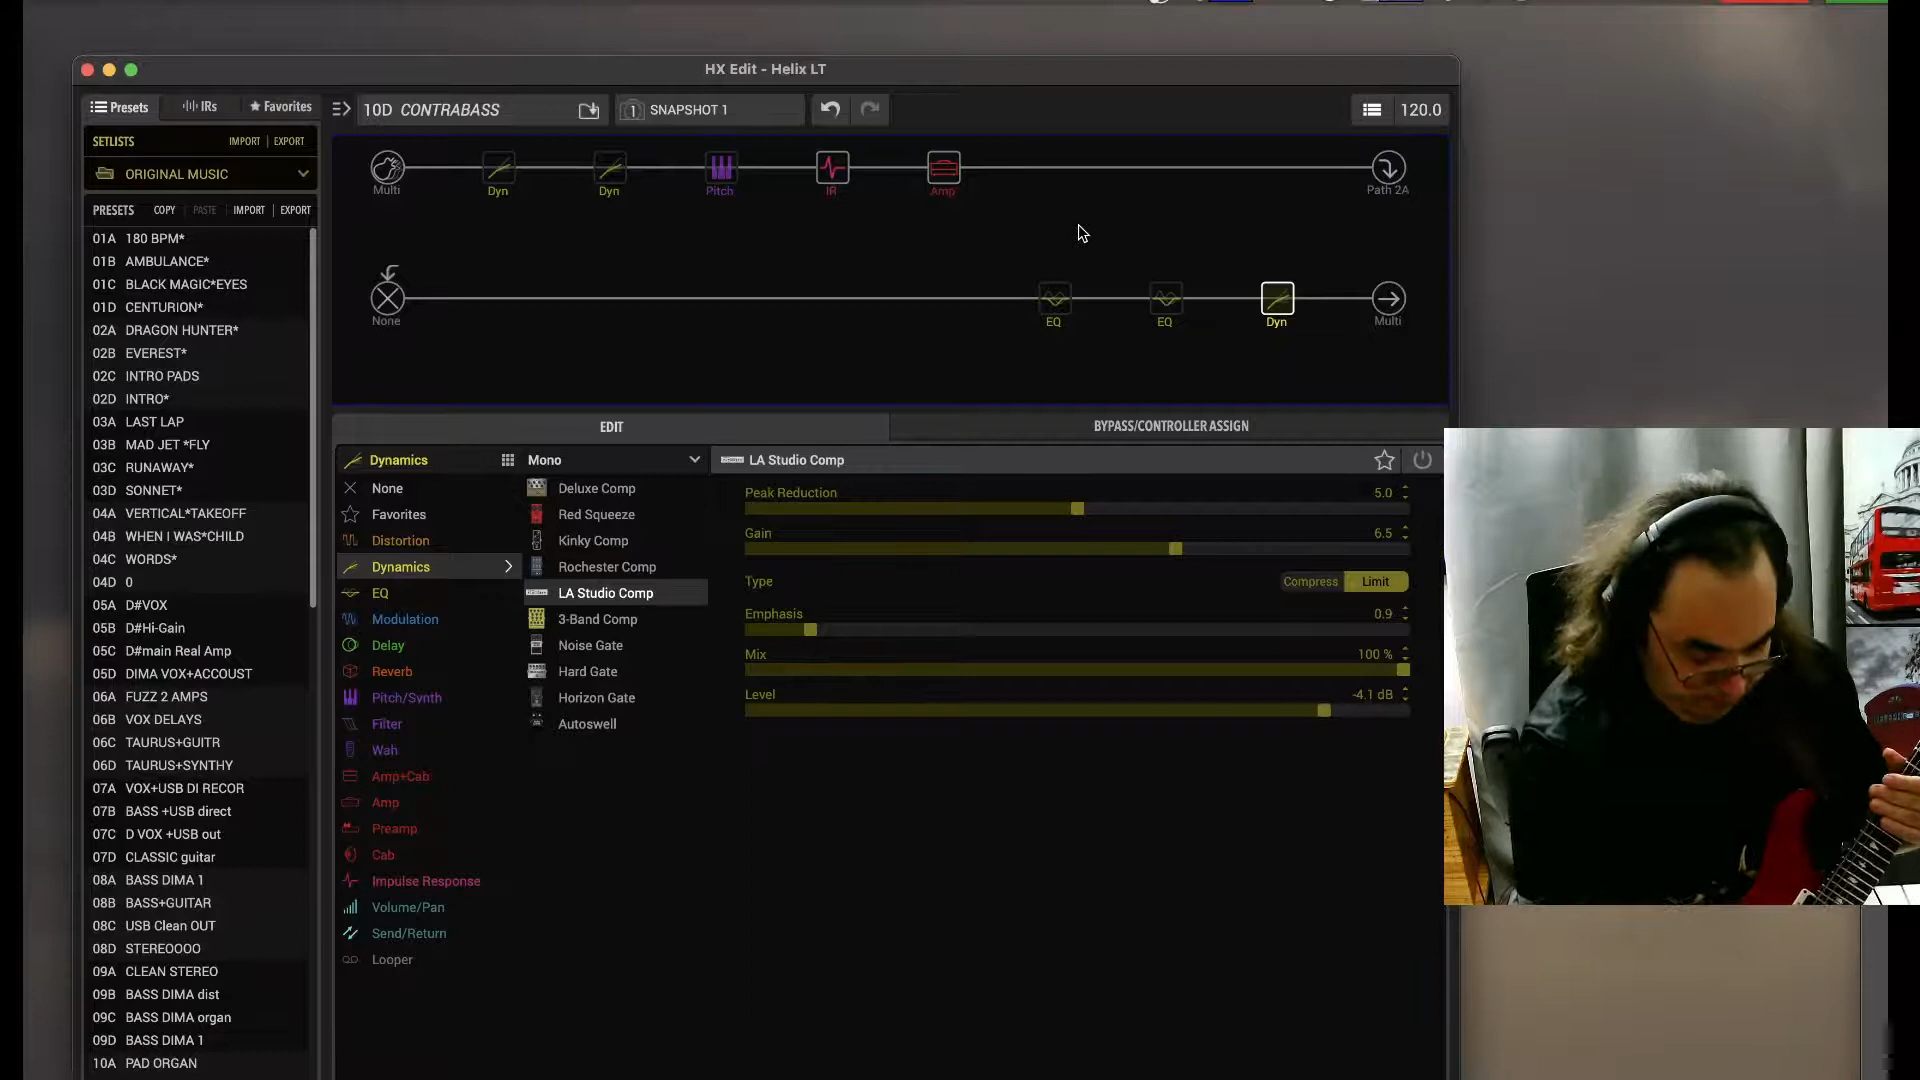 HX Edit - Helix LT
Presets IRs Favorites
10D CONTRABASS
1 SNAPSHOT 1
120.0
SETLISTS IMPORT | EXPORT
ORIGINAL MUSIC
PRESETS COPY PASTE IMPORT | EXPORT
01A 180 BPM*
01B AMBULANCE*
01C BLACK MAGIC*EYES
01D CENTURION*
02A DRAGON HUNTER*
02B EVEREST*
02C INTRO PADS
02D INTRO*
03A LAST LAP
03B MAD JET *FLY
03C RUNAWAY*
03D SONNET*
04A VERTICAL*TAKEOFF
04B WHEN I WAS*CHILD
04C WORDS*
04D 0
05A D#VOX
05B D#Hi-Gain
05C D#main Real Amp
05D DIMA VOX+ACCOUST
06A FUZZ 2 AMPS
06B VOX DELAYS
06C TAURUS+GUITR
06D TAURUS+SYNTHY
07A VOX+USB DI RECOR
07B BASS +USB direct
07C D VOX +USB out
07D CLASSIC guitar
08A BASS DIMA 1
08B BASS+GUITAR
08C USB Clean OUT
08D STEREOOOO
09A CLEAN STEREO
09B BASS DIMA dist
09C BASS DIMA organ
09D BASS DIMA 1
10A PAD ORGAN
Multi Dyn Dyn Pitch IR Amp Path 2A
None EQ EQ Dyn Multi
EDIT BYPASS/CONTROLLER ASSIGN
Dynamics Mono LA Studio Comp
None
Favorites
Distortion
Dynamics
EQ
Modulation
Delay
Reverb
Pitch/Synth
Filter
Wah
Amp+Cab
Amp
Preamp
Cab
Impulse Response
Volume/Pan
Send/Return
Looper
Deluxe Comp
Red Squeeze
Kinky Comp
Rochester Comp
LA Studio Comp
3-Band Comp
Noise Gate
Hard Gate
Horizon Gate
Autoswell
Peak Reduction 5.0
Gain 6.5
Type Compress Limit
Emphasis 0.9
Mix 100 %
Level -4.1 dB